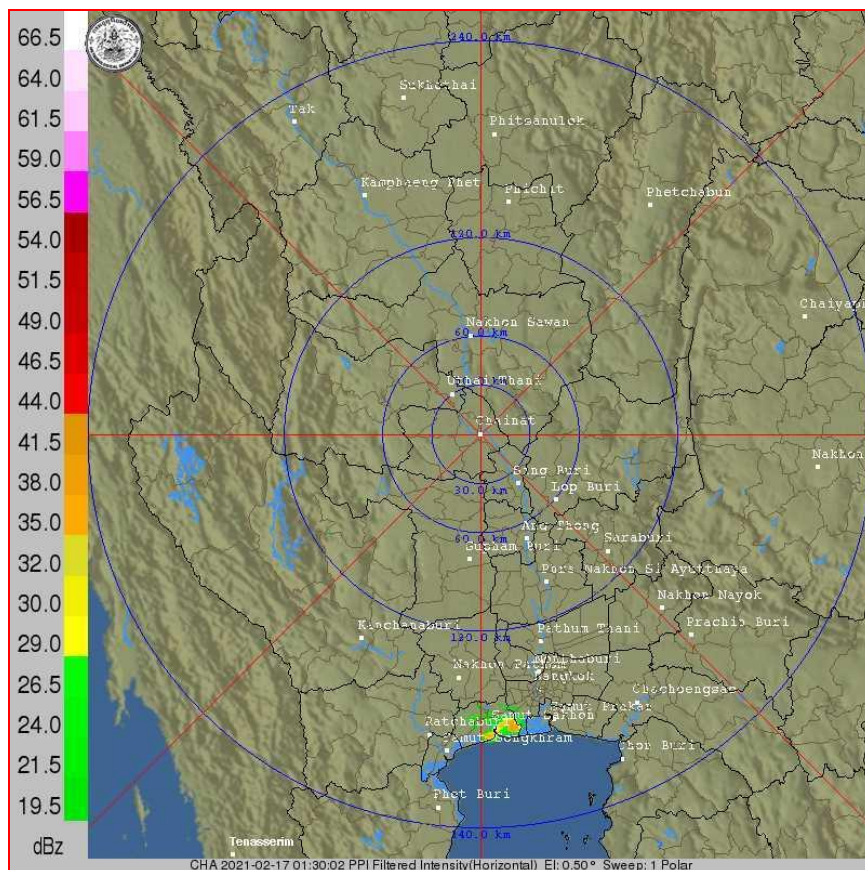 66.5
64.0
61.5
59.0
56.5
54.0
51.5
49.0
46.5
44.0
41.5
38.0
35.0
32.0
30.0
29.0
26.5
24.0
21.5
19.5
dBz
240.0 km
Sukhothai
Tak
Phitsanulok
Kamphaeng Phet
Phichit
Phetchabun
120.0 km
Chaiyaph
Nakhon Sawan
60.0 km
Uthai Thani
Chainat
Nakhon
Sing Buri
30.0 km
Lop Buri
Ang Thong
60.0 km
Suphan Buri
Saraburi
Pora Nakhon Si Ayutthaya
Nakhon Nayok
Kanchanaburi
120.0 km
Pathum Thani
Prachin Buri
Nonthaburi
Nakhon Pathom
Bangkok
Chachoengsao
Samut Prakan
Samut Sakhon
Ratchaburi
Samut Songkhram
Chon Buri
Phet Buri
240.0 km
Tenasserim
CHA 2021-02-17 01:30:02 PPI Filtered Intensity(Horizontal) El: 0.50° Sweep: 1 Polar